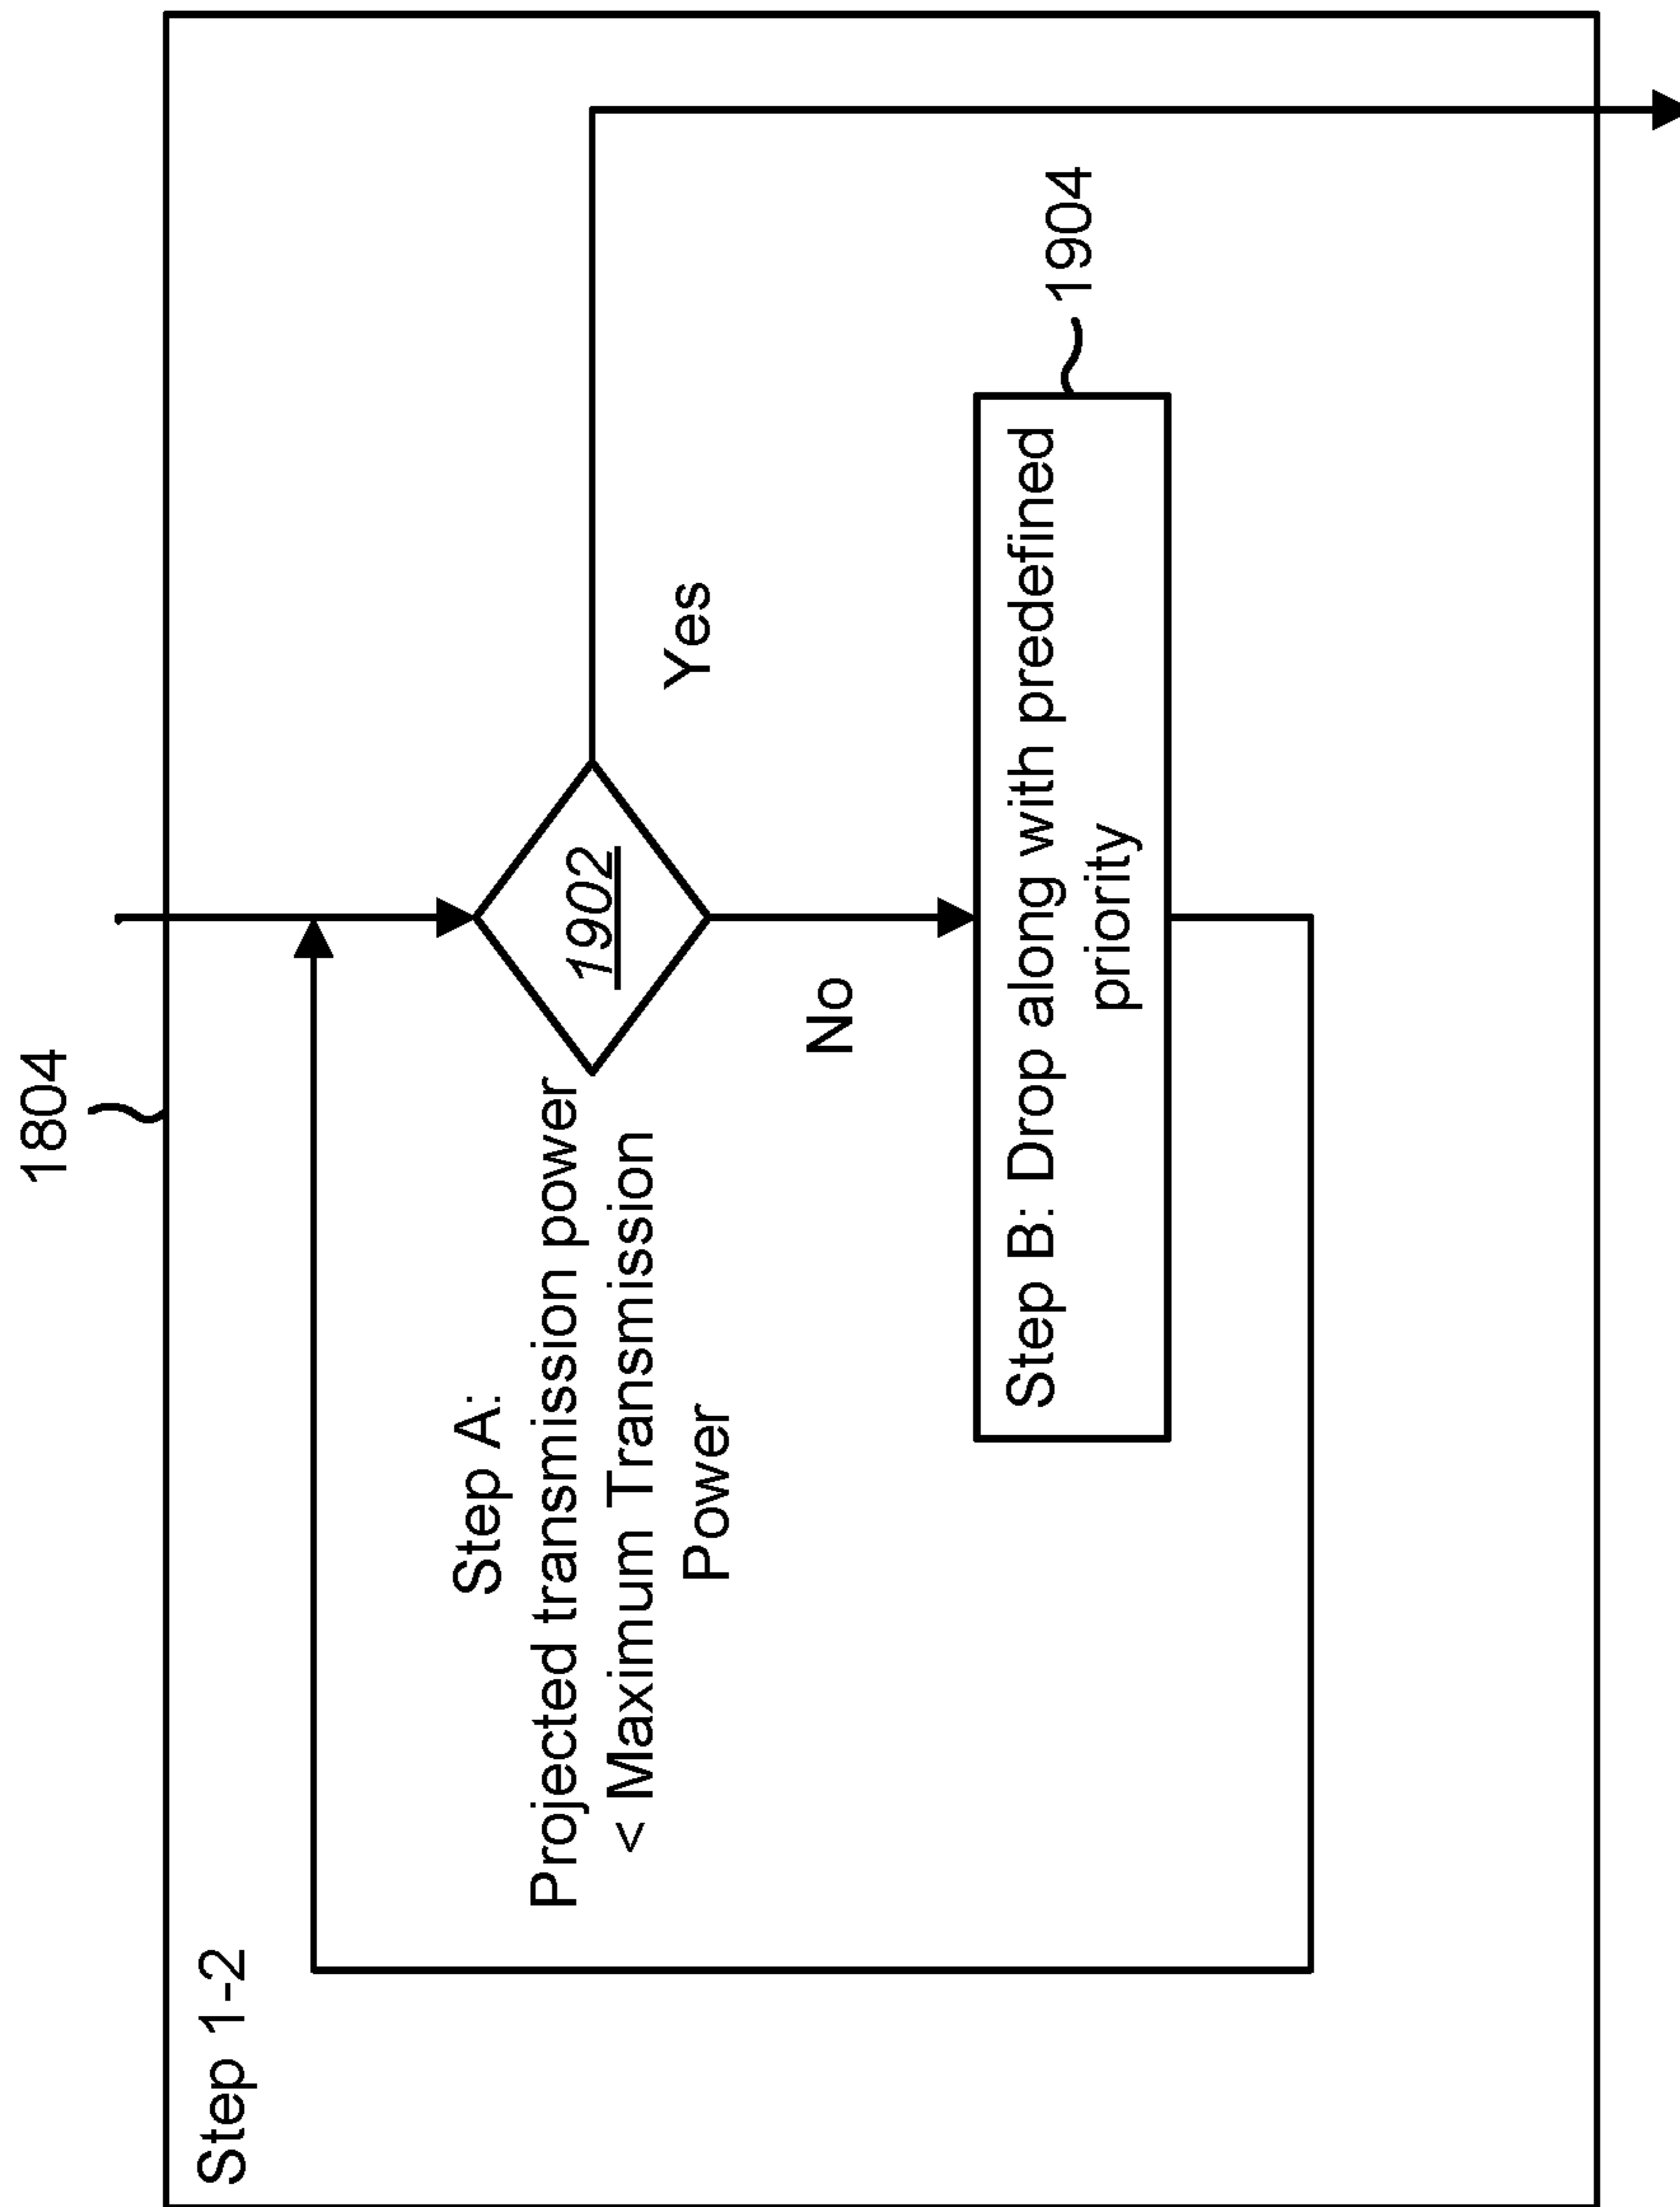 1804
Step 1-2
Step A:
Projected transmission power
< Maximum Transmission
Power
1902
Yes
No
Step B: Drop along with predefined
priority
1904